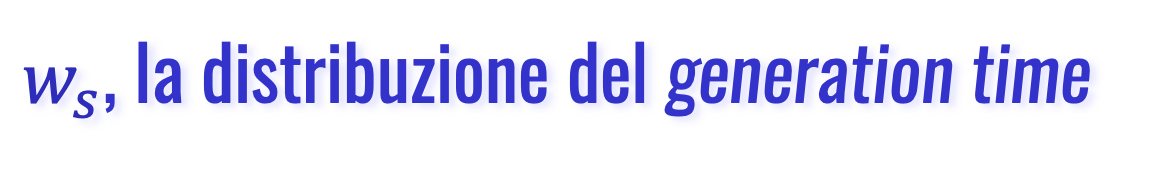 w_s, la distribuzione del generation time